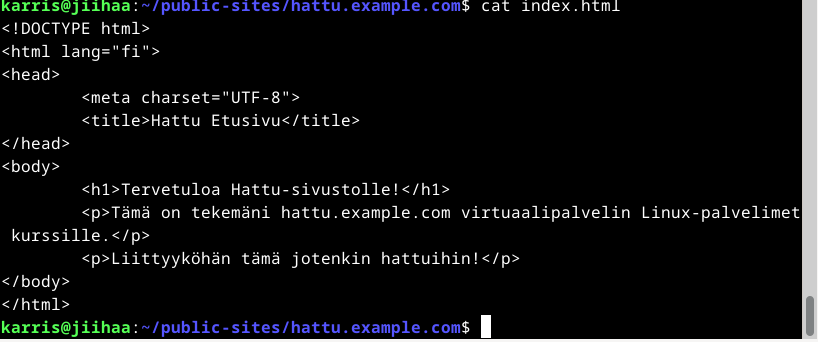 karris@jiihaa:~/public-sites/hattu.example.com$ cat index.html
<!DOCTYPE html>
<html lang="fi">
<head>
        <meta charset="UTF-8">
        <title>Hattu Etusivu</title>
</head>
<body>
        <h1>Tervetuloa Hattu-sivustolle!</h1>
        <p>Tämä on tekemäni hattu.example.com virtuaalipalvelin Linux-palvelimet
 kurssille.</p>
        <p>Liittyyköhän tämä jotenkin hattuihin!</p>
</body>
</html>
karris@jiihaa:~/public-sites/hattu.example.com$